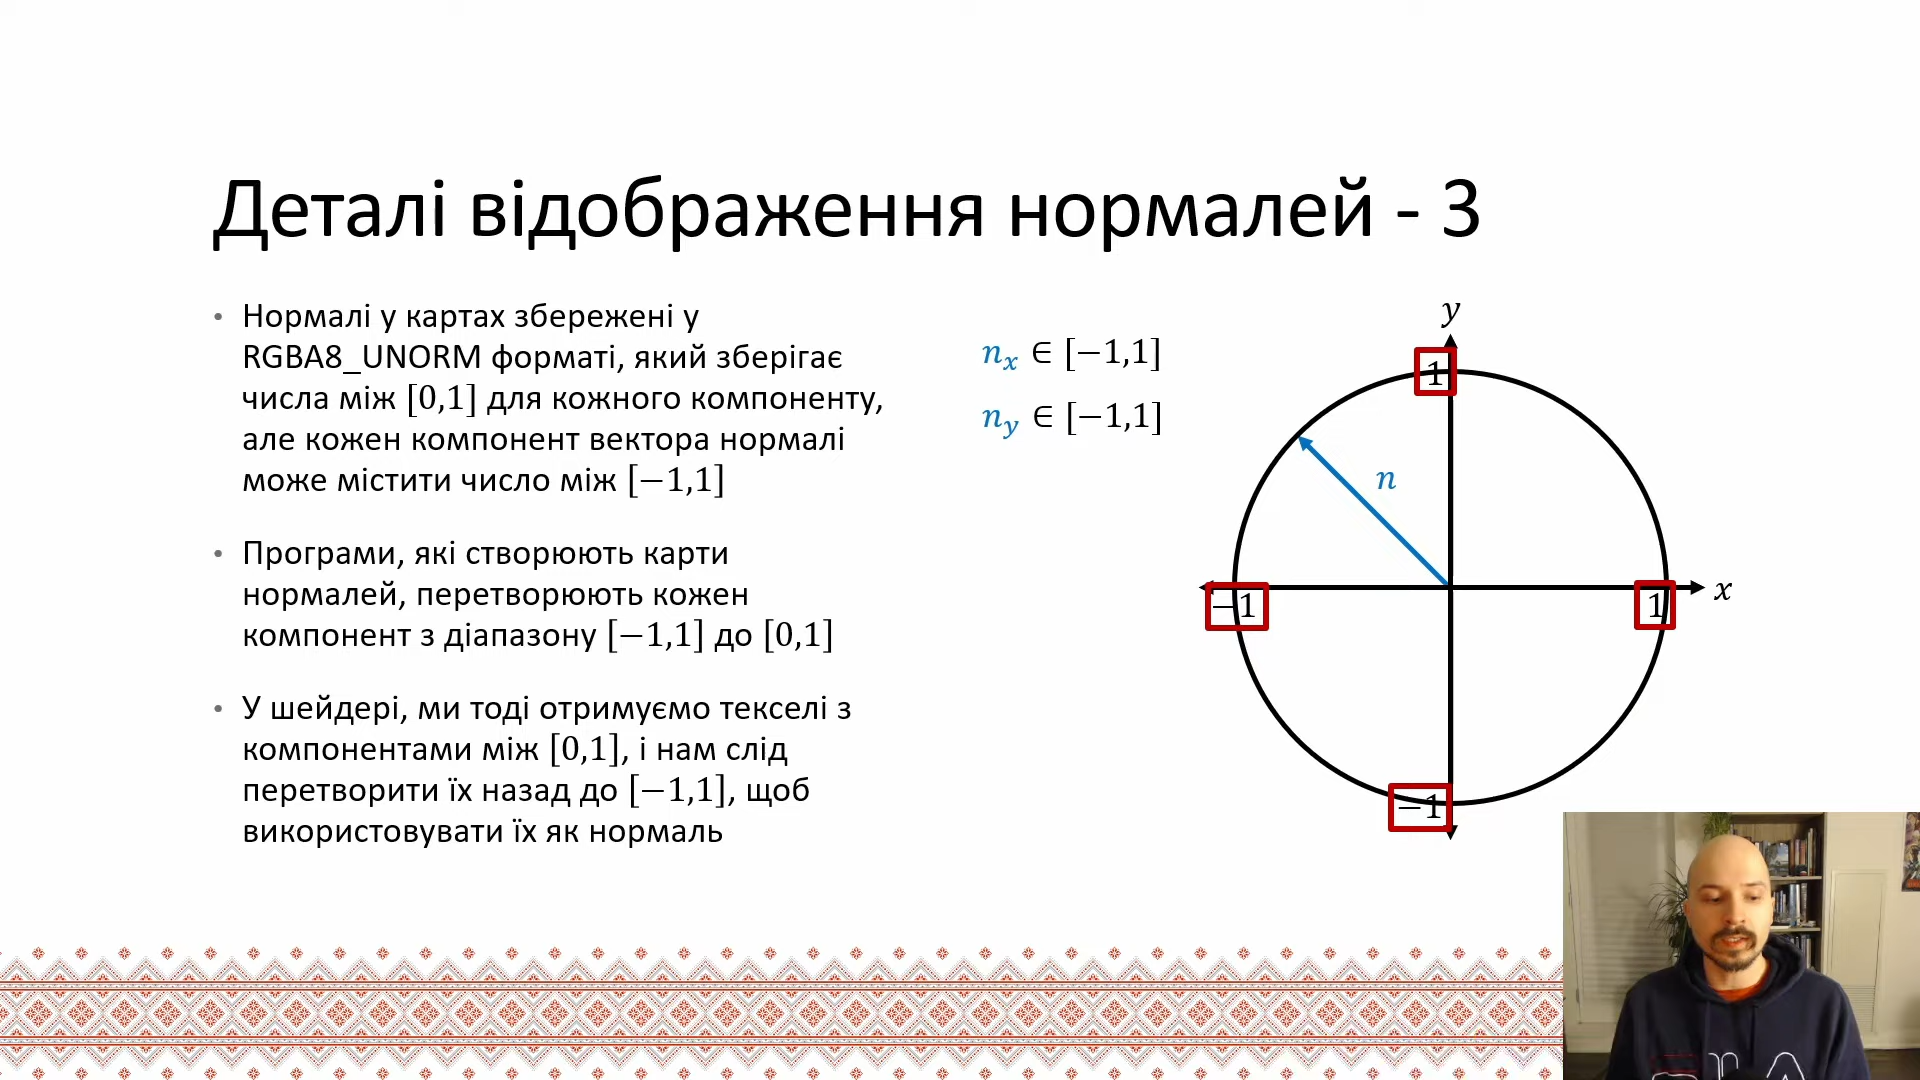 Деталі відображення нормалей - 3
• Нормалі у картах збережені у
RGBA8_UNORM форматі, який зберігає
числа між [0,1] для кожного компоненту,
але кожен компонент вектора нормалі
може містити число між [−1,1]
• Програми, які створюють карти
нормалей, перетворюють кожен
компонент з діапазону [−1,1] до [0,1]
• У шейдері, ми тоді отримуємо текселі з
компонентами між [0,1], і нам слід
перетворити їх назад до [−1,1], щоб
використовувати їх як нормаль
n_x ∈ [−1,1]
n_y ∈ [−1,1]
y
1
n
−1
1
x
−1